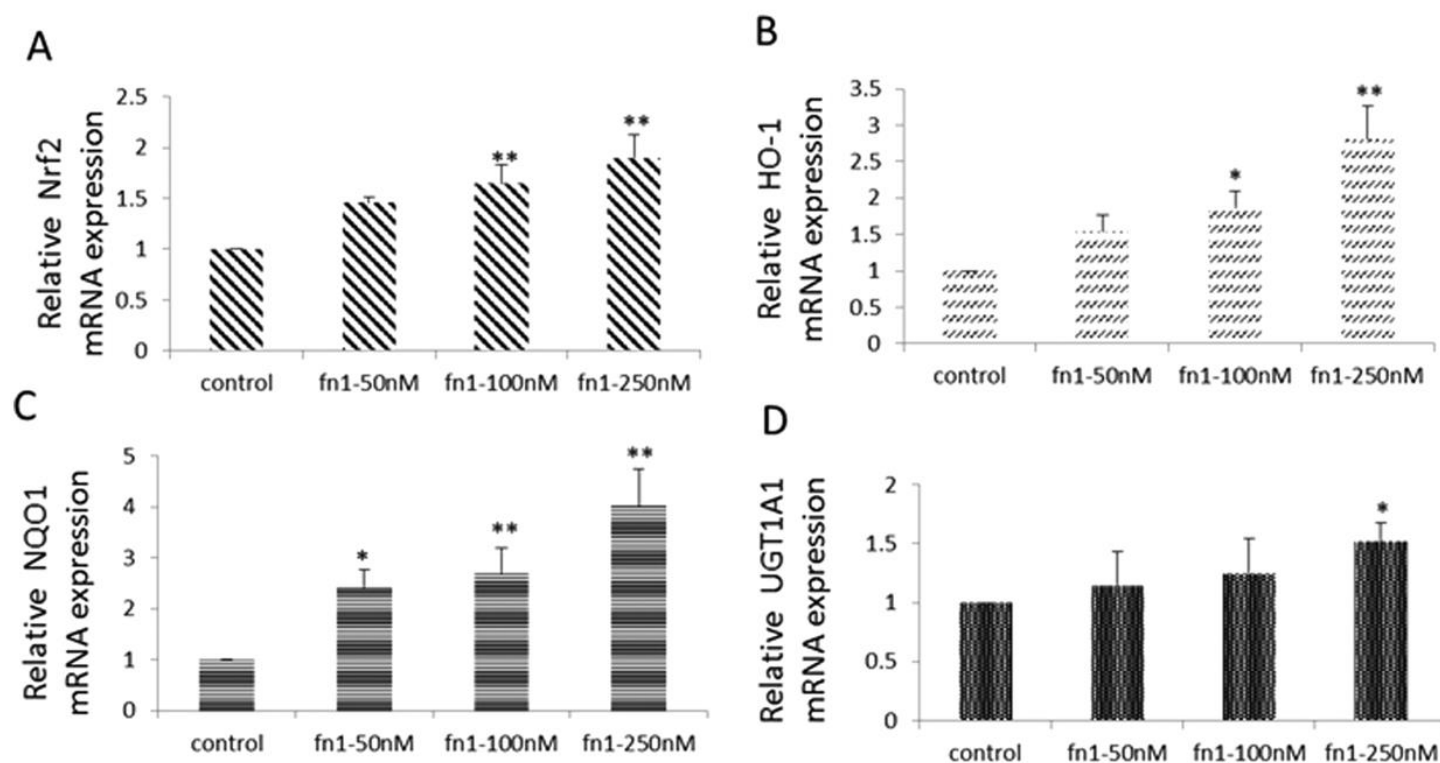 A
Relative Nrf2
mRNA expression
2.5
2
1.5
1
0.5
0
**
**
control fn1-50nM fn1-100nM fn1-250nM
B
Relative HO-1
mRNA expression
3.5
3
2.5
2
1.5
1
0.5
0
*
**
control fn1-50nM fn1-100nM fn1-250nM
C
Relative NQO1
mRNA expression
5
4
3
2
1
0
*
**
**
control fn1-50nM fn1-100nM fn1-250nM
D
Relative UGT1A1
mRNA expression
2
1.5
1
0.5
0
*
control fn1-50nM fn1-100nM fn1-250nM